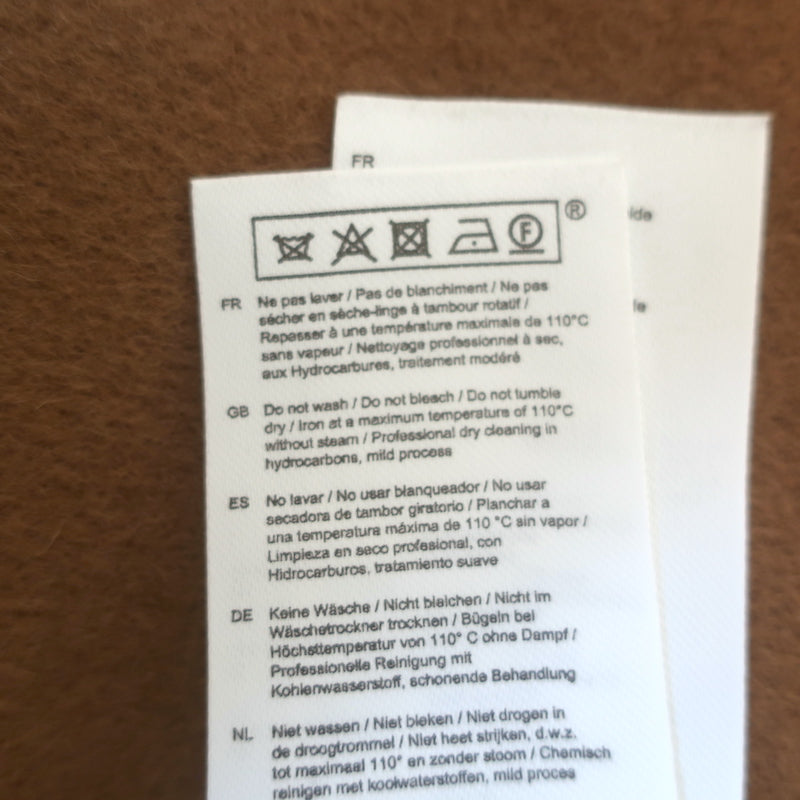 FR
ide
le
®
F
FR Ne pas laver / Pas de blanchiment / Ne pas
sécher en sèche-linge à tambour rotatif /
Repasser à une température maximale de 110°C
sans vapeur / Nettoyage professionnel à sec,
aux Hydrocarbures, traitement modéré
GB Do not wash / Do not bleach / Do not tumble
dry / Iron at a maximum temperature of 110°C
without steam / Professional dry cleaning in
hydrocarbons, mild process
ES No lavar / No usar blanqueador / No usar
secadora de tambor giratorio / Planchar a
una temperatura máxima de 110 °C sin vapor /
Limpieza en seco profesional, con
Hidrocarburos, tratamiento suave
DE Keine Wäsche / Nicht bleichen / Nicht im
Wäschetrockner trocknen / Bügeln bei
Höchsttemperatur von 110° C ohne Dampf /
Professionelle Reinigung mit
Kohlenwasserstoff, schonende Behandlung
NL Niet wassen / Niet bleken / Niet drogen in
de droogtrommel / Niet heet strijken, d.w.z.
tot maximaal 110° en zonder stoom / Chemisch
reinigen met koolwaterstoffen, mild proces